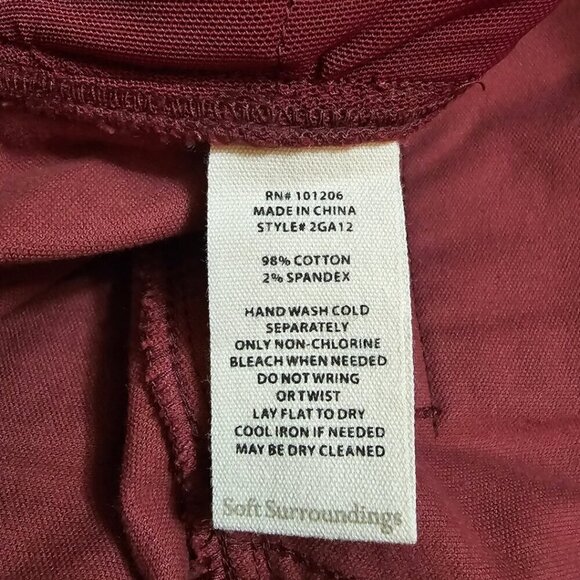 RN# 101206
MADE IN CHINA
STYLE# 2GA12
98% COTTON
2% SPANDEX
HAND WASH COLD
SEPARATELY
ONLY NON-CHLORINE
BLEACH WHEN NEEDED
DO NOT WRING
OR TWIST
LAY FLAT TO DRY
COOL IRON IF NEEDED
MAY BE DRY CLEANED
Soft Surroundings